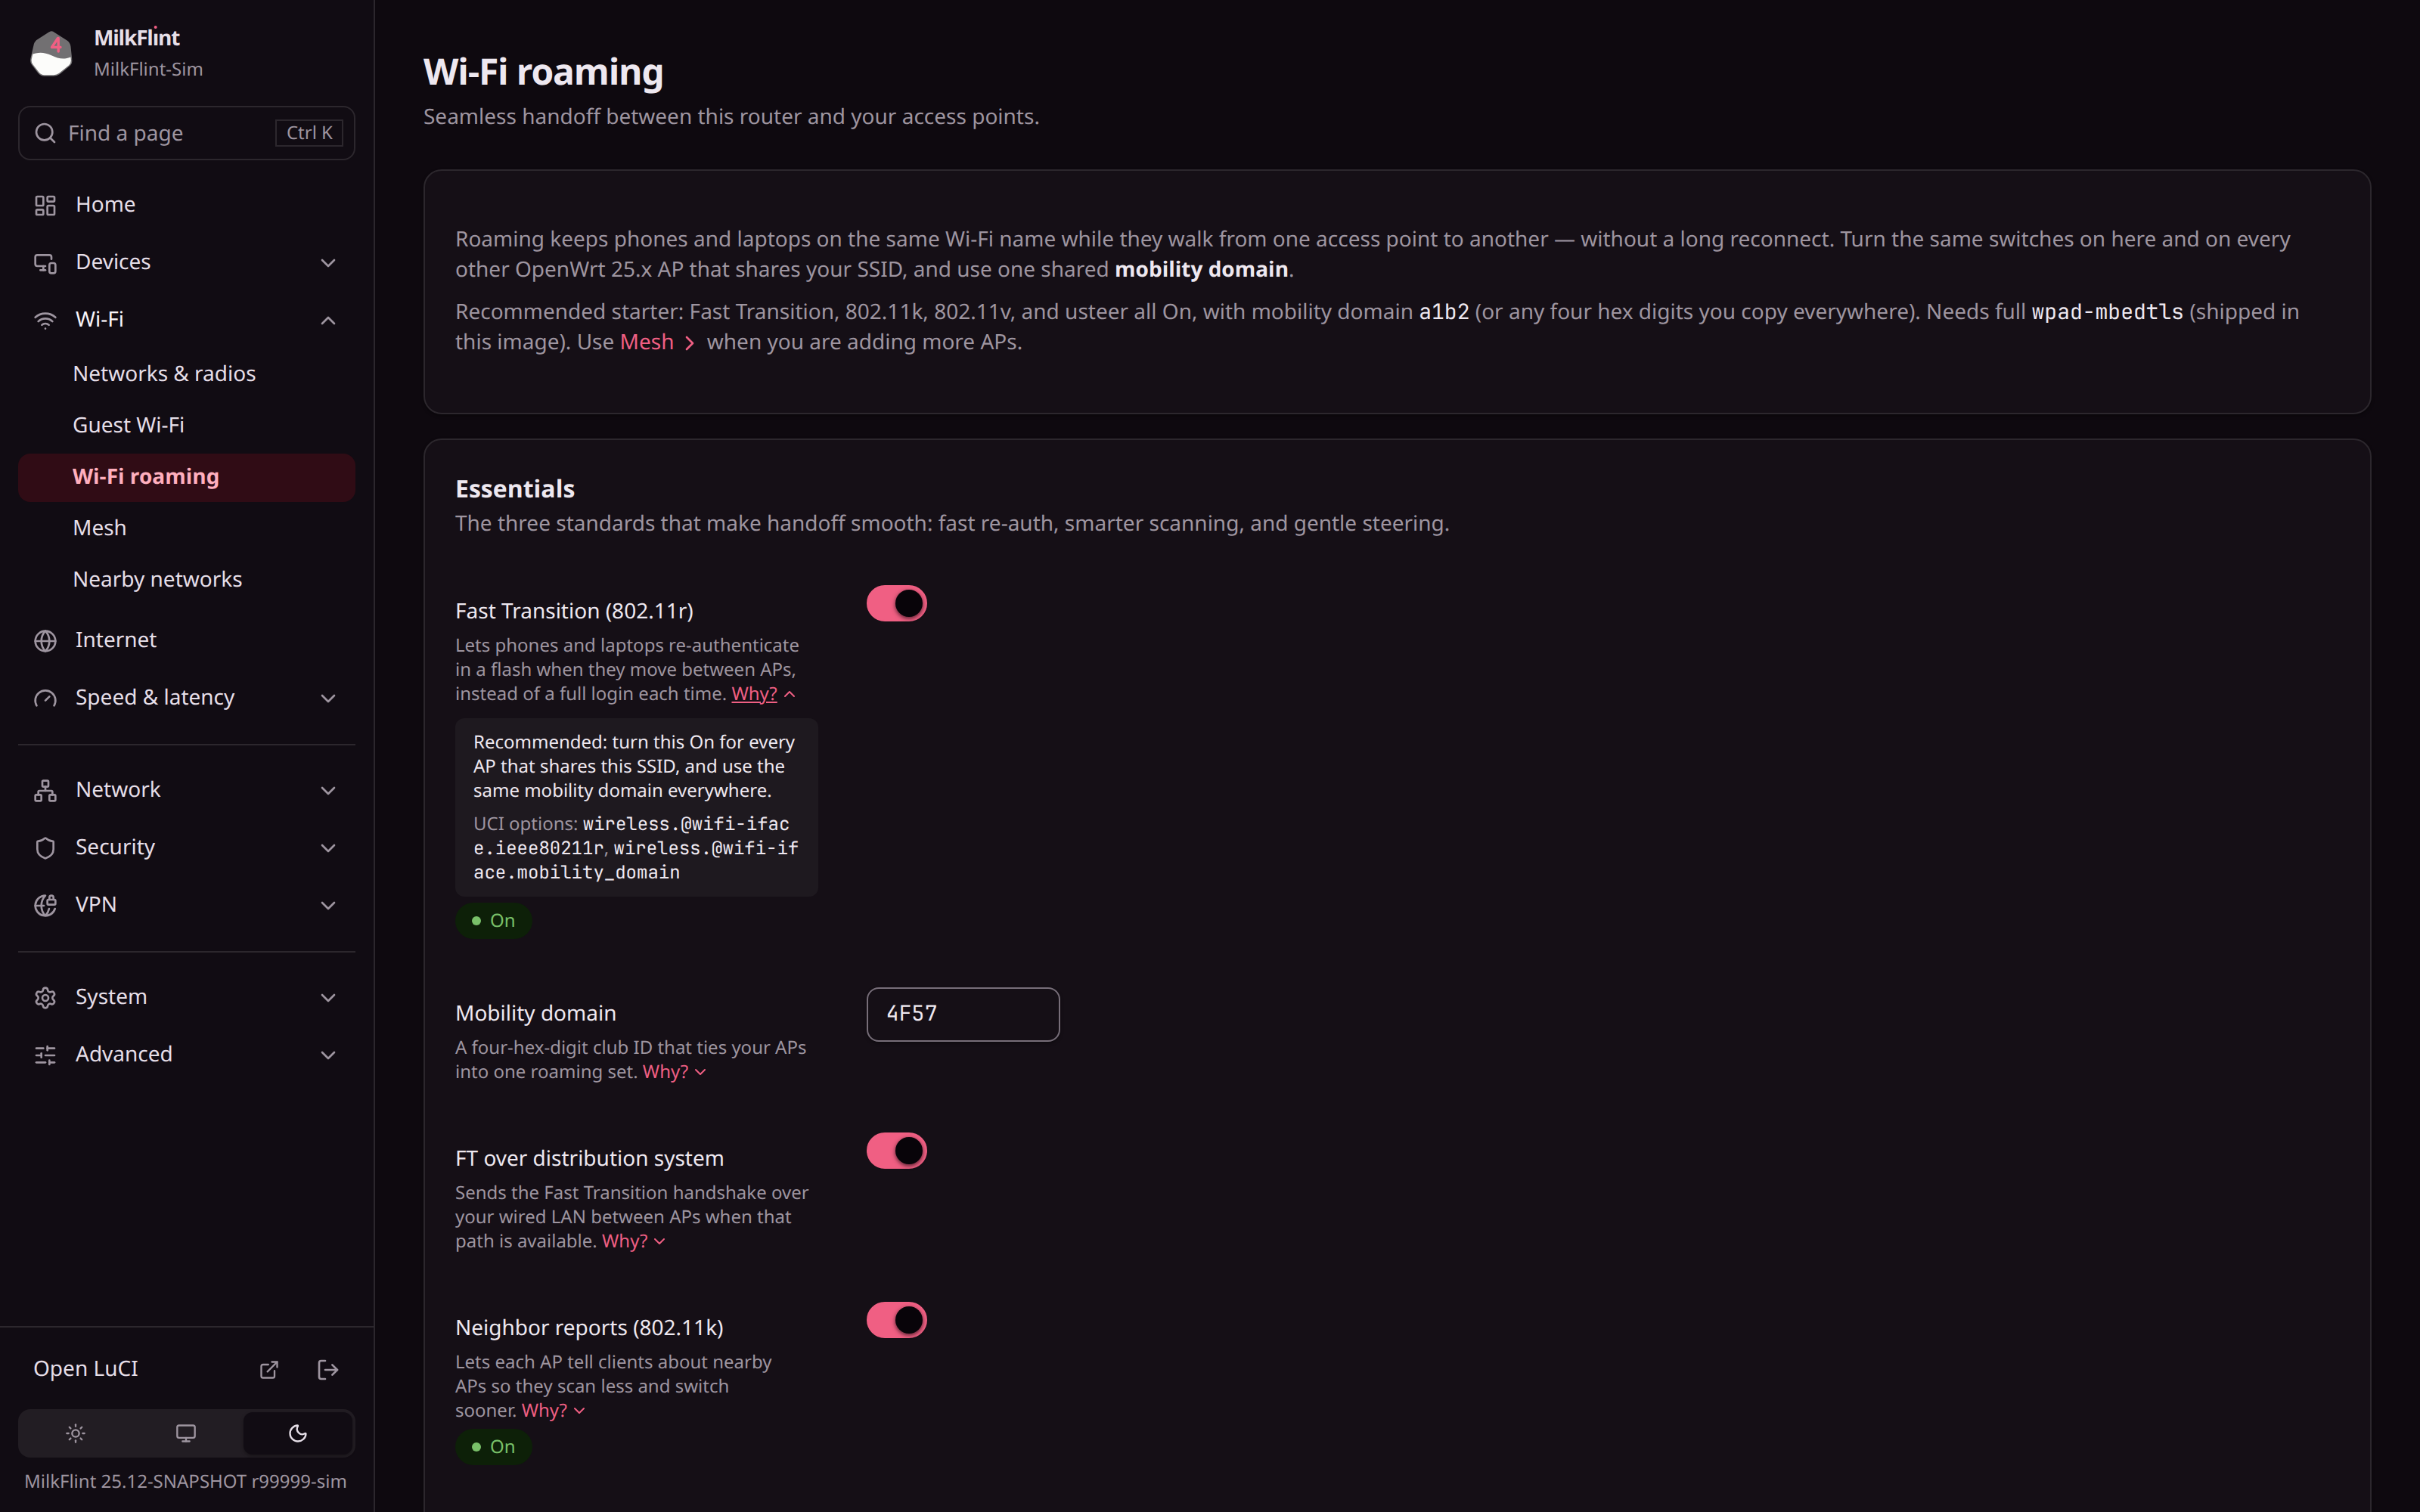 MilkFlint
MilkFlint-Sim
Find a page
Ctrl K
Home
Devices
Wi-Fi
Networks & radios
Guest Wi-Fi
Wi-Fi roaming
Mesh
Nearby networks
Internet
Speed & latency
Network
Security
VPN
System
Advanced
Open LuCI
MilkFlint 25.12-SNAPSHOT r99999-sim
Wi-Fi roaming
Seamless handoff between this router and your access points.
Roaming keeps phones and laptops on the same Wi-Fi name while they walk from one access point to another — without a long reconnect. Turn the same switches on here and on every
other OpenWrt 25.x AP that shares your SSID, and use one shared mobility domain.
Recommended starter: Fast Transition, 802.11k, 802.11v, and usteer all On, with mobility domain a1b2 (or any four hex digits you copy everywhere). Needs full wpad-mbedtls (shipped in
this image). Use Mesh when you are adding more APs.
Essentials
The three standards that make handoff smooth: fast re-auth, smarter scanning, and gentle steering.
Fast Transition (802.11r)
Lets phones and laptops re-authenticate
in a flash when they move between APs,
instead of a full login each time. Why?
Recommended: turn this On for every
AP that shares this SSID, and use the
same mobility domain everywhere.
UCI options: wireless.@wifi-ifac
e.ieee80211r, wireless.@wifi-if
ace.mobility_domain
On
Mobility domain
4F57
A four-hex-digit club ID that ties your APs
into one roaming set. Why?
FT over distribution system
Sends the Fast Transition handshake over
your wired LAN between APs when that
path is available. Why?
Neighbor reports (802.11k)
Lets each AP tell clients about nearby
APs so they scan less and switch
sooner. Why?
On